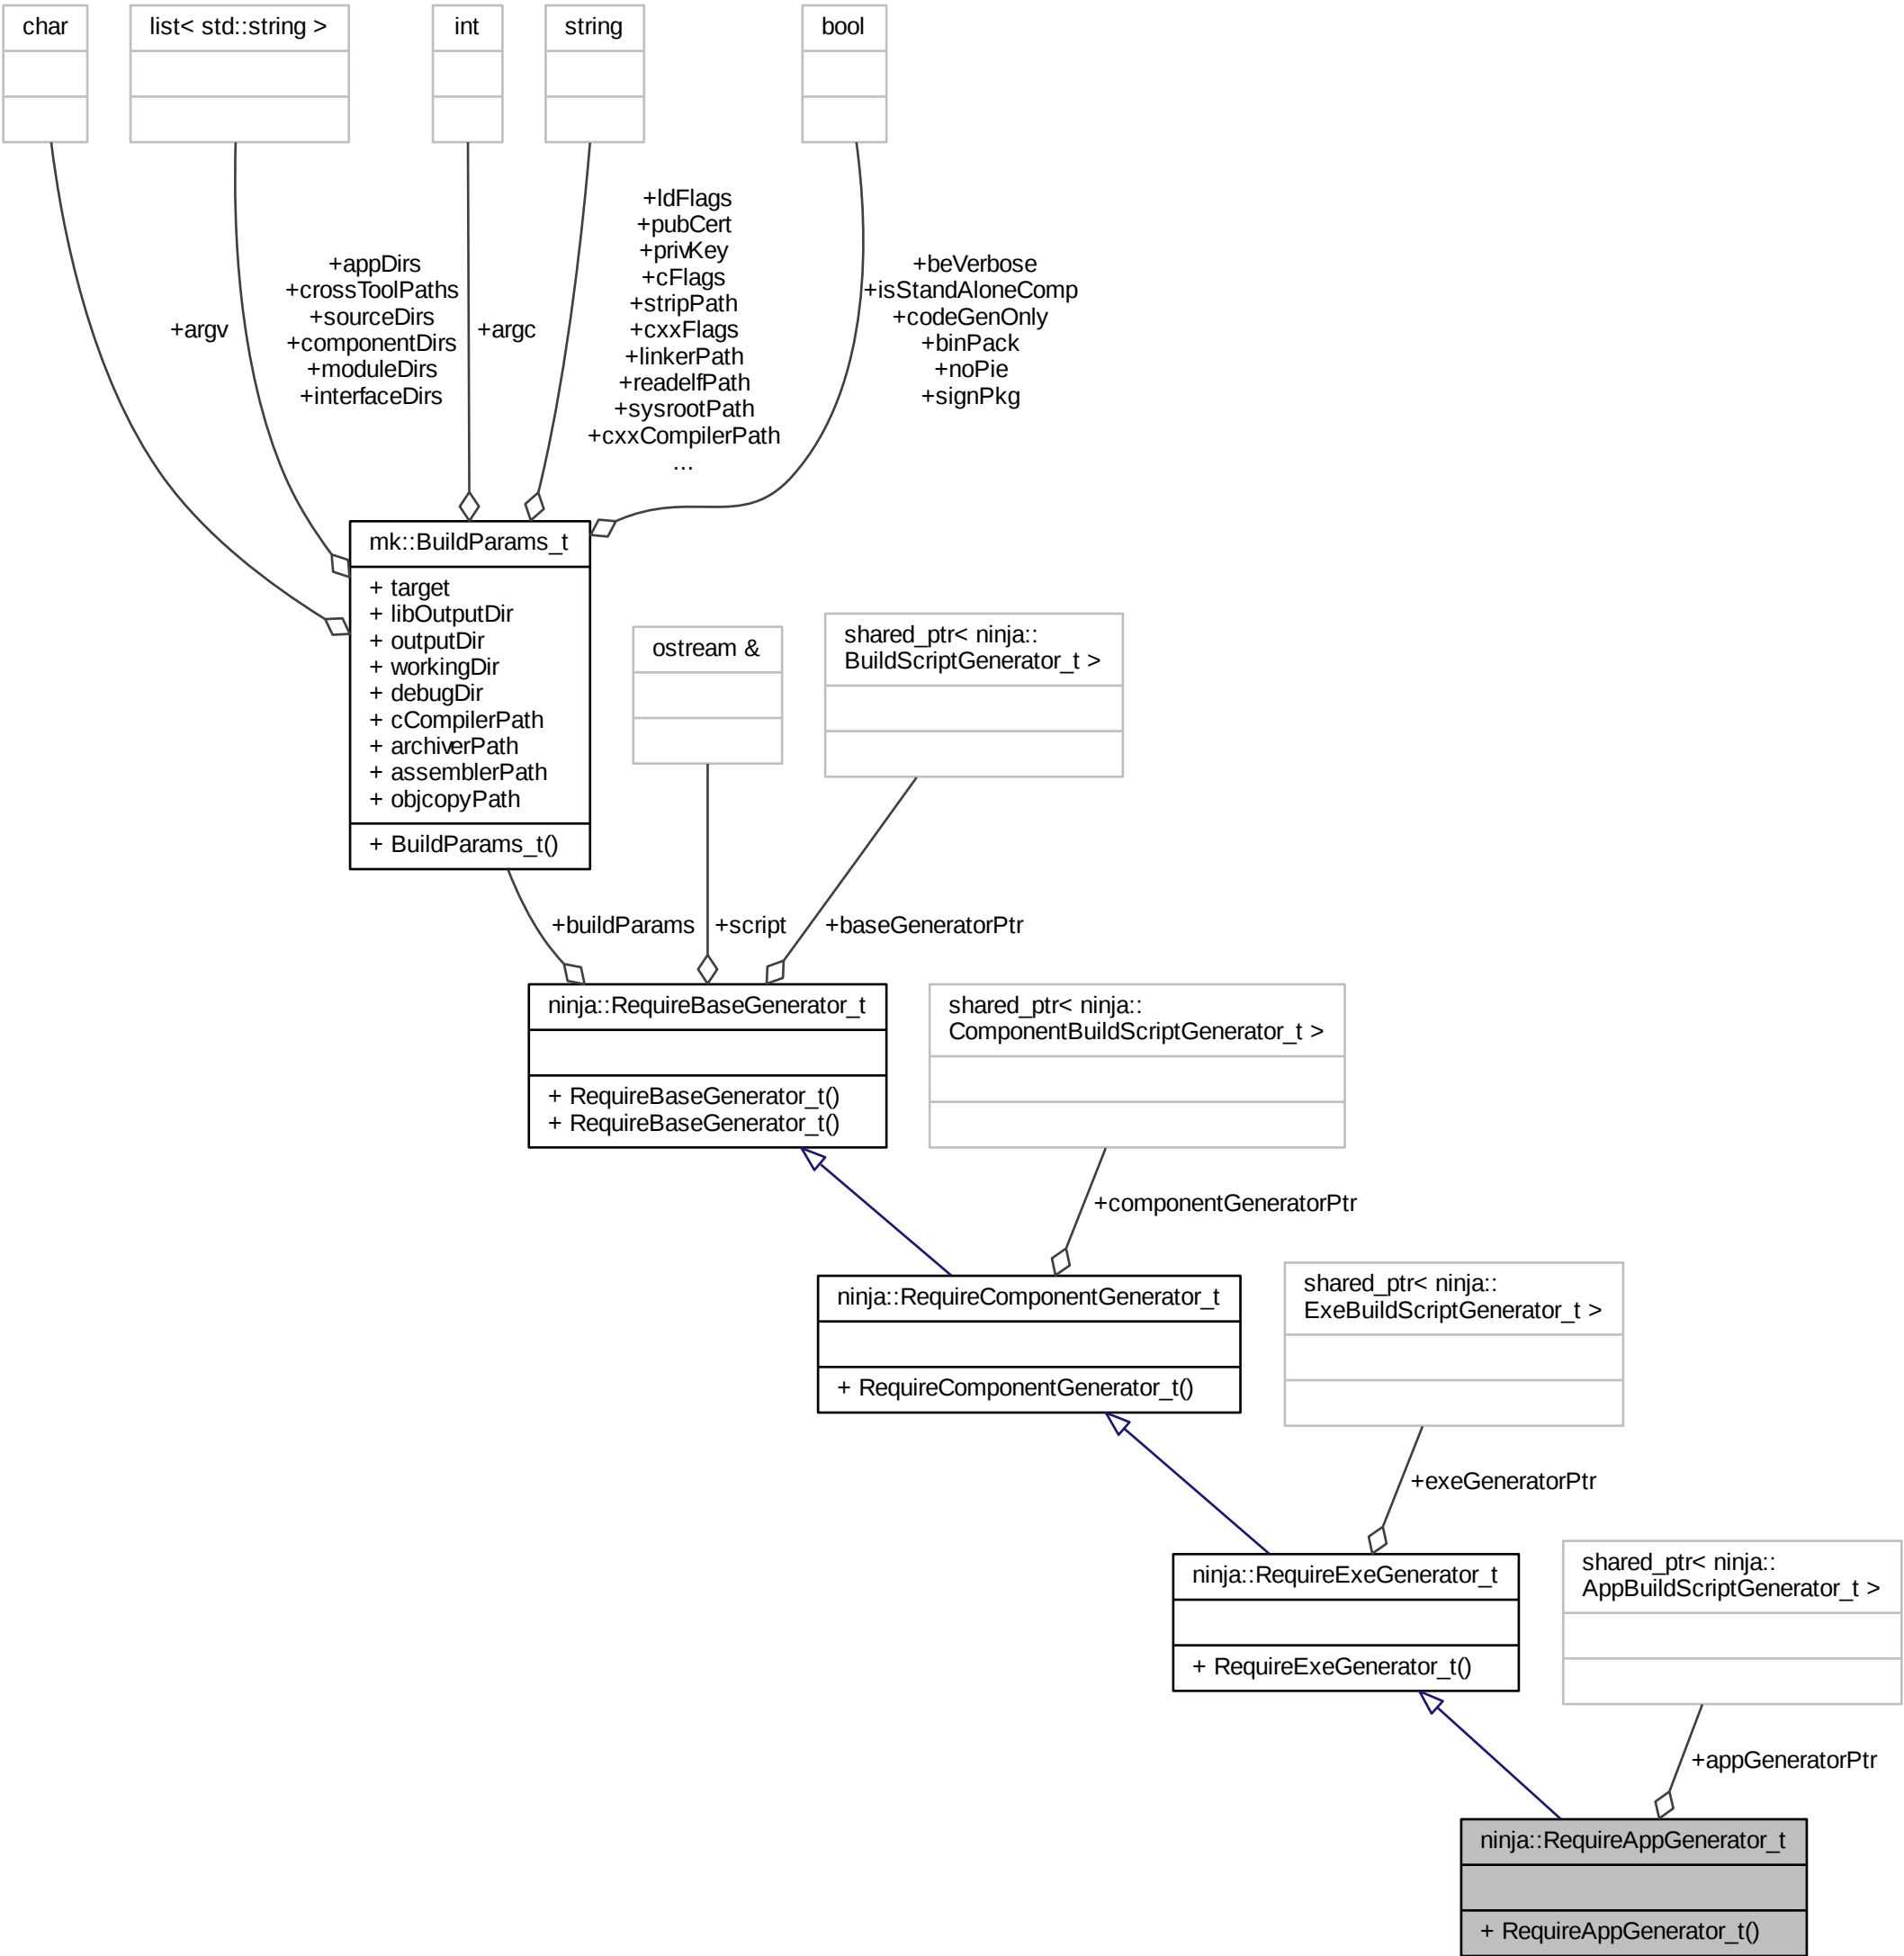 char
list< std::string >
int
string
bool
+ldFlags
+pubCert
+privKey
+cFlags
+stripPath
+cxxFlags
+linkerPath
+readelfPath
+sysrootPath
+cxxCompilerPath
...
+appDirs
+crossToolPaths
+sourceDirs
+componentDirs
+moduleDirs
+interfaceDirs
+beVerbose
+isStandAloneComp
+codeGenOnly
+binPack
+noPie
+signPkg
+argv
+argc
mk::BuildParams_t
+ target
+ libOutputDir
+ outputDir
+ workingDir
+ debugDir
+ cCompilerPath
+ archiverPath
+ assemblerPath
+ objcopyPath
+ BuildParams_t()
ostream &
shared_ptr< ninja::
BuildScriptGenerator_t >
+buildParams
+script
+baseGeneratorPtr
ninja::RequireBaseGenerator_t
+ RequireBaseGenerator_t()
+ RequireBaseGenerator_t()
shared_ptr< ninja::
ComponentBuildScriptGenerator_t >
+componentGeneratorPtr
ninja::RequireComponentGenerator_t
+ RequireComponentGenerator_t()
shared_ptr< ninja::
ExeBuildScriptGenerator_t >
+exeGeneratorPtr
ninja::RequireExeGenerator_t
+ RequireExeGenerator_t()
shared_ptr< ninja::
AppBuildScriptGenerator_t >
+appGeneratorPtr
ninja::RequireAppGenerator_t
+ RequireAppGenerator_t()